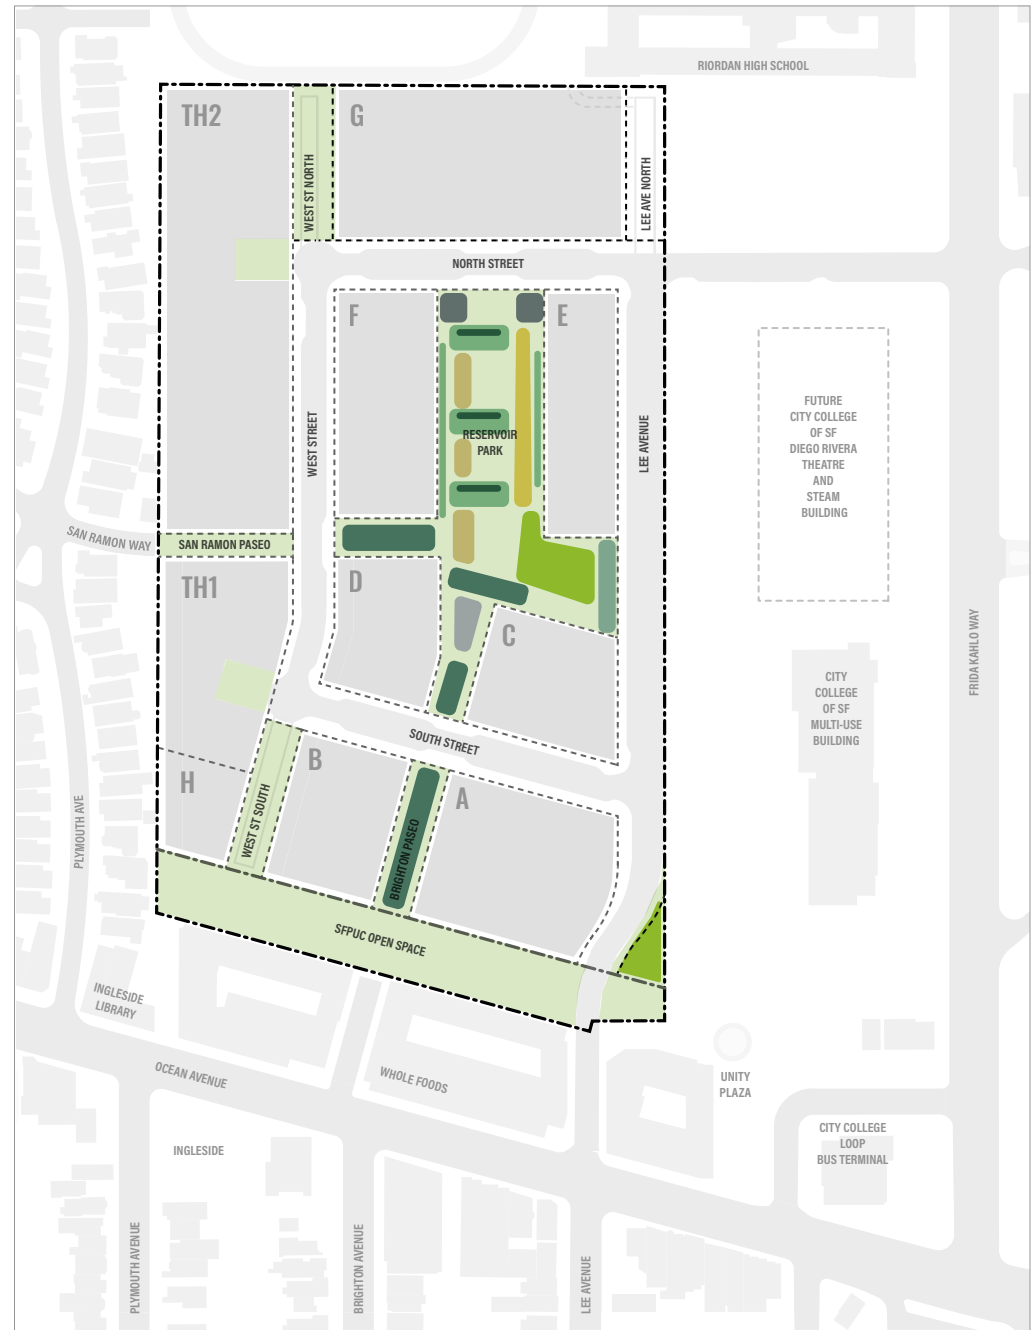 RIORDAN HIGH SCHOOL
TH2
G
WEST ST NORTH
LEE AVE NORTH
NORTH STREET
F
E
WEST STREET
RESERVOIR
PARK
LEE AVENUE
FUTURE
CITY COLLEGE
OF SF
DIEGO RIVERA
THEATRE
AND
STEAM
BUILDING
SAN RAMON WAY
SAN RAMON PASEO
TH1
D
C
FRIDA KAHLO WAY
CITY
COLLEGE
OF SF
MULTI-USE
BUILDING
SOUTH STREET
H
B
A
WEST ST SOUTH
BRIGHTON PASEO
PLYMOUTH AVE
SFPUC OPEN SPACE
INGLESIDE
LIBRARY
OCEAN AVENUE
WHOLE FOODS
UNITY
PLAZA
INGLESIDE
CITY COLLEGE
LOOP
BUS TERMINAL
PLYMOUTH AVENUE
BRIGHTON AVENUE
LEE AVENUE